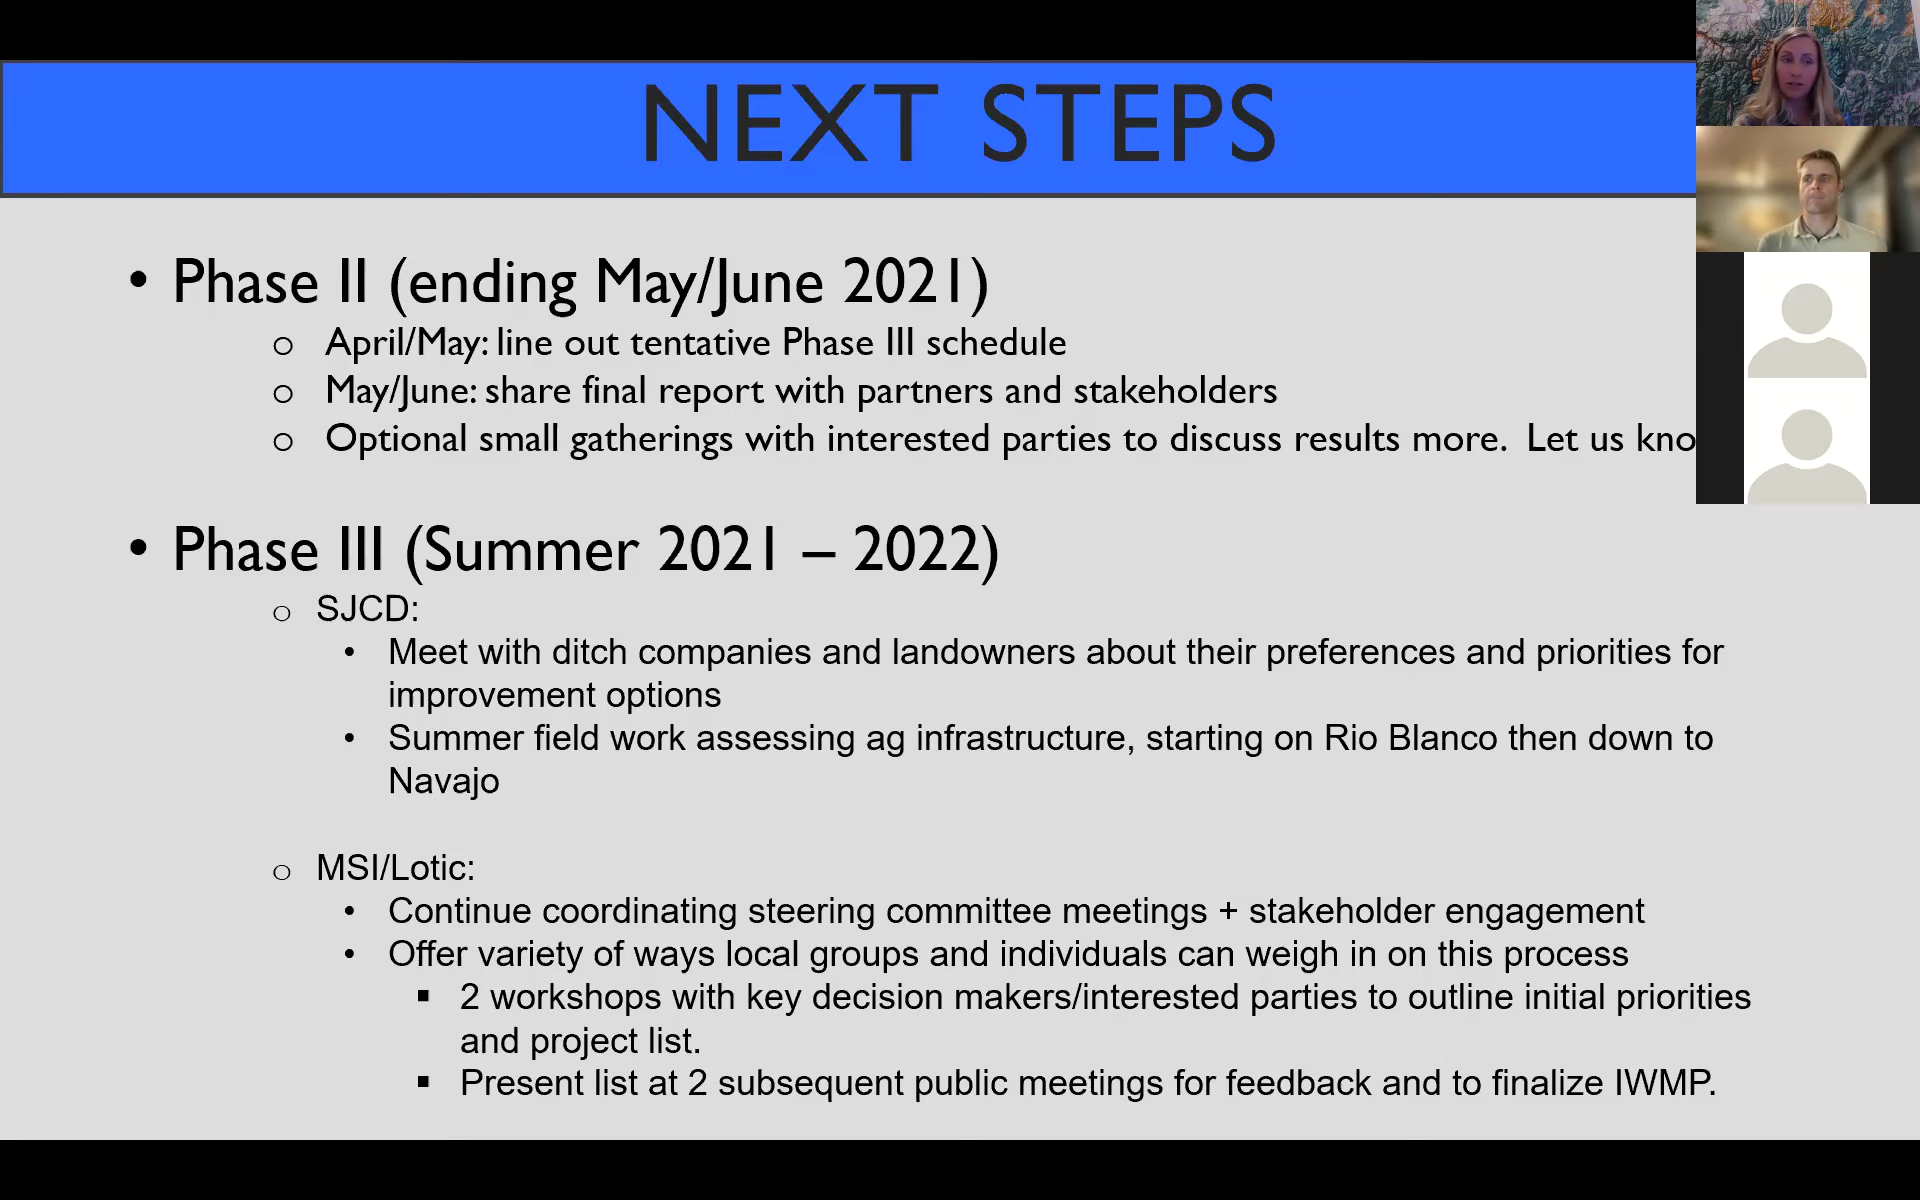 NEXT STEPS
• Phase II (ending May/June 2021)
o April/May: line out tentative Phase III schedule
o May/June: share final report with partners and stakeholders
o Optional small gatherings with interested parties to discuss results more. Let us kno
• Phase III (Summer 2021 – 2022)
o SJCD:
• Meet with ditch companies and landowners about their preferences and priorities for
improvement options
• Summer field work assessing ag infrastructure, starting on Rio Blanco then down to
Navajo
o MSI/Lotic:
• Continue coordinating steering committee meetings + stakeholder engagement
• Offer variety of ways local groups and individuals can weigh in on this process
▪ 2 workshops with key decision makers/interested parties to outline initial priorities
and project list.
▪ Present list at 2 subsequent public meetings for feedback and to finalize IWMP.